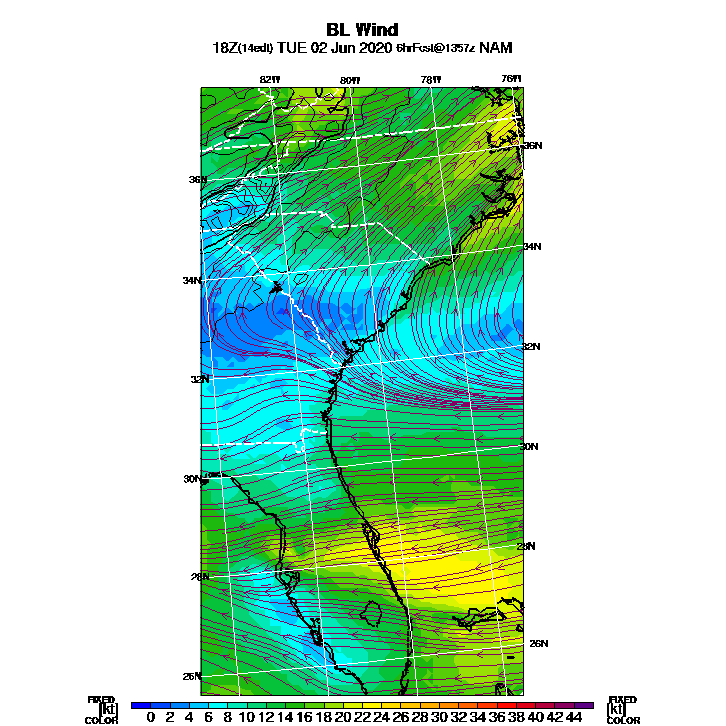 BL Wind
18Z(14edt) TUE 02 Jun 2020 6hrFcst@1357z NAM
82W 80W 78W 76W
36N
36N
34N
34N
32N
32N
30N
30N
28N
28N
26N
26N
FIXED FIXED
[kt] 0 2 4 6 8 10 12 14 16 18 20 22 24 26 28 30 32 34 36 38 40 42 44 [kt]
COLOR COLOR